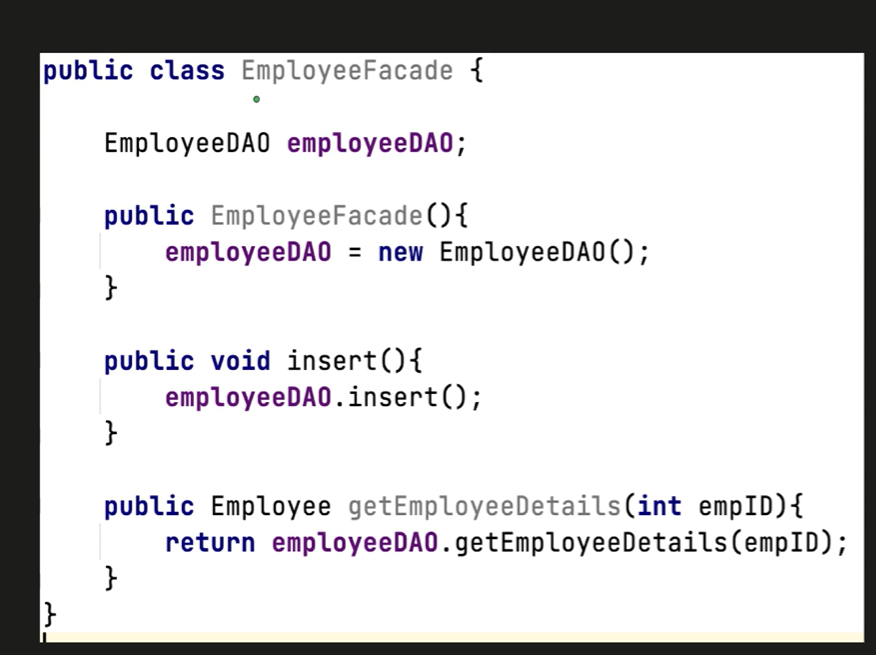 public class EmployeeFacade {
EmployeeDAO employeeDAO;
public EmployeeFacade(){
employeeDAO = new EmployeeDAO();
}
public void insert(){
employeeDAO.insert();
}
public Employee getEmployeeDetails(int empID){
return employeeDAO.getEmployeeDetails(empID);
}
}